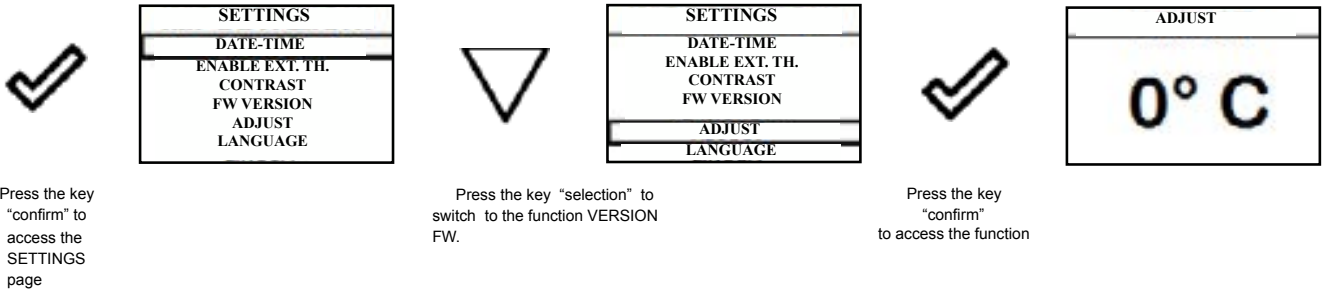 SETTINGS
DATE-TIME
ENABLE EXT. TH.
CONTRAST
FW VERSION
ADJUST
LANGUAGE
SETTINGS
DATE-TIME
ENABLE EXT. TH.
CONTRAST
FW VERSION
ADJUST
LANGUAGE
ADJUST
0° C
Press the key
“confirm” to
access the
SETTINGS
page
Press the key “selection” to
switch to the function VERSION
FW.
Press the key
“confirm”
to access the function